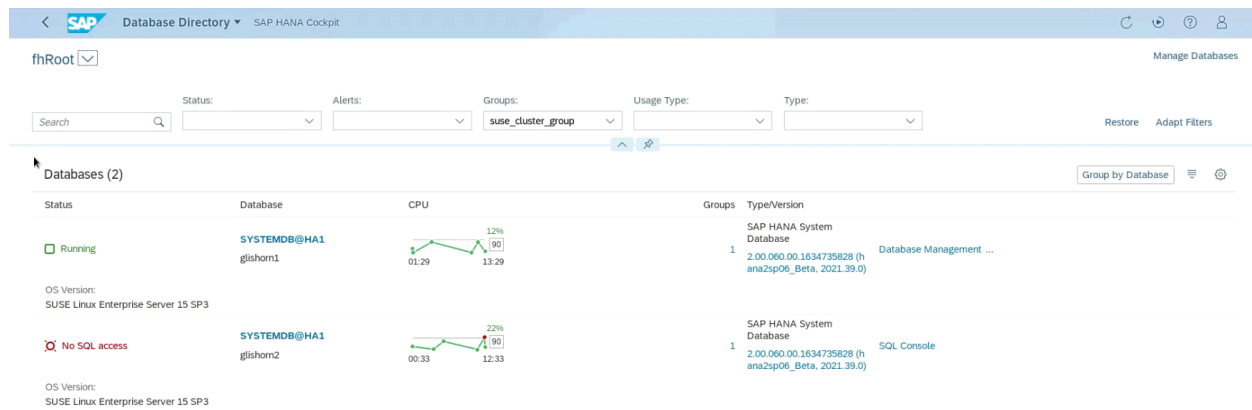 SAP Database Directory SAP HANA Cockpit
fhRoot Manage Databases
Status: Alerts: Groups: Usage Type: Type:
Search suse_cluster_group Restore Adapt Filters
Databases (2) Group by Database
Status Database CPU Groups Type/Version
Running SYSTEMDB@HA1 12% 90 1 SAP HANA System
Database Database Management ...
glishorn1 01:29 13:29 2.00.060.00.1634735828 (h
ana2sp06_Beta, 2021.39.0)
OS Version:
SUSE Linux Enterprise Server 15 SP3
No SQL access SYSTEMDB@HA1 22% 90 1 SAP HANA System
Database SQL Console
glishorn2 00:33 12:33 2.00.060.00.1634735828 (h
ana2sp06_Beta, 2021.39.0)
OS Version:
SUSE Linux Enterprise Server 15 SP3